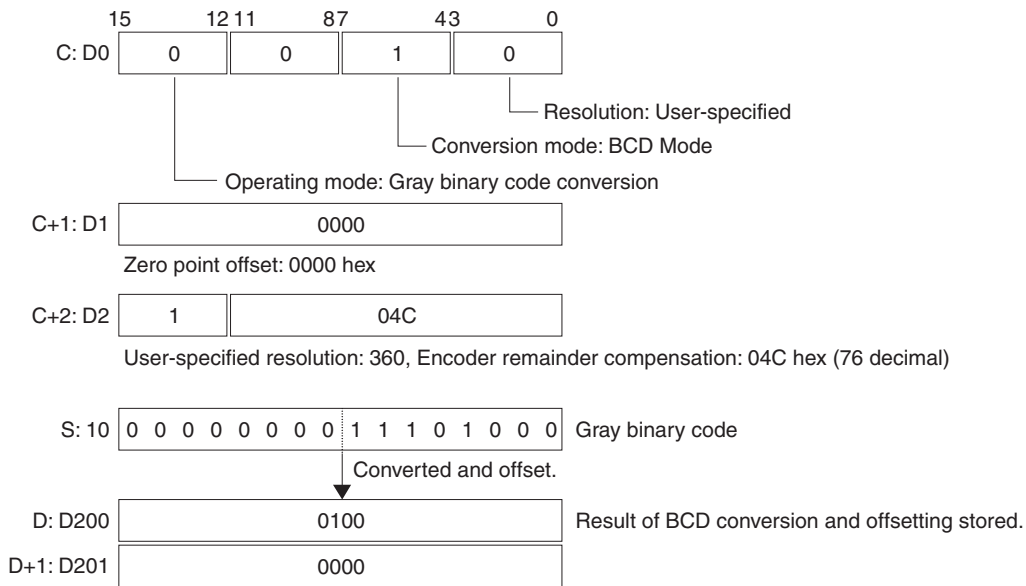 15 12 11 87 43 0
C: D0 0 0 1 0
Resolution: User-specified
Conversion mode: BCD Mode
Operating mode: Gray binary code conversion
C+1: D1 0000
Zero point offset: 0000 hex
C+2: D2 1 04C
User-specified resolution: 360, Encoder remainder compensation: 04C hex (76 decimal)
S: 10 0 0 0 0 0 0 0 0 1 1 1 0 1 0 0 0 Gray binary code
Converted and offset.
D: D200 0100 Result of BCD conversion and offsetting stored.
D+1: D201 0000